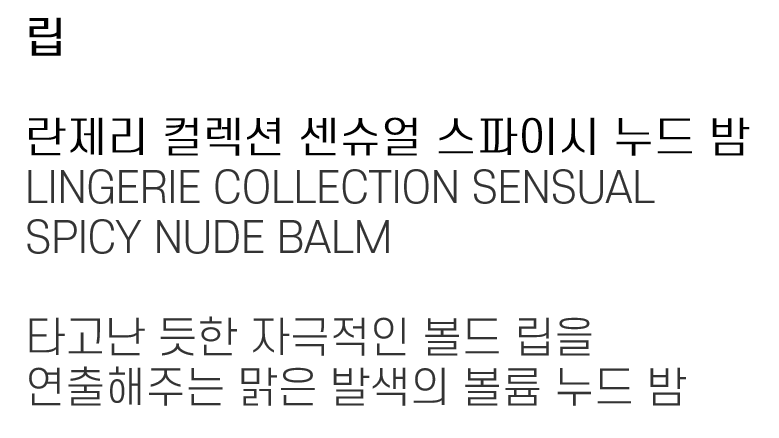 립
란제리 컬렉션 센슈얼 스파이시 누드 밤
LINGERIE COLLECTION SENSUAL
SPICY NUDE BALM
타고난 듯한 자극적인 볼드 립을
연출해주는 맑은 발색의 볼륨 누드 밤